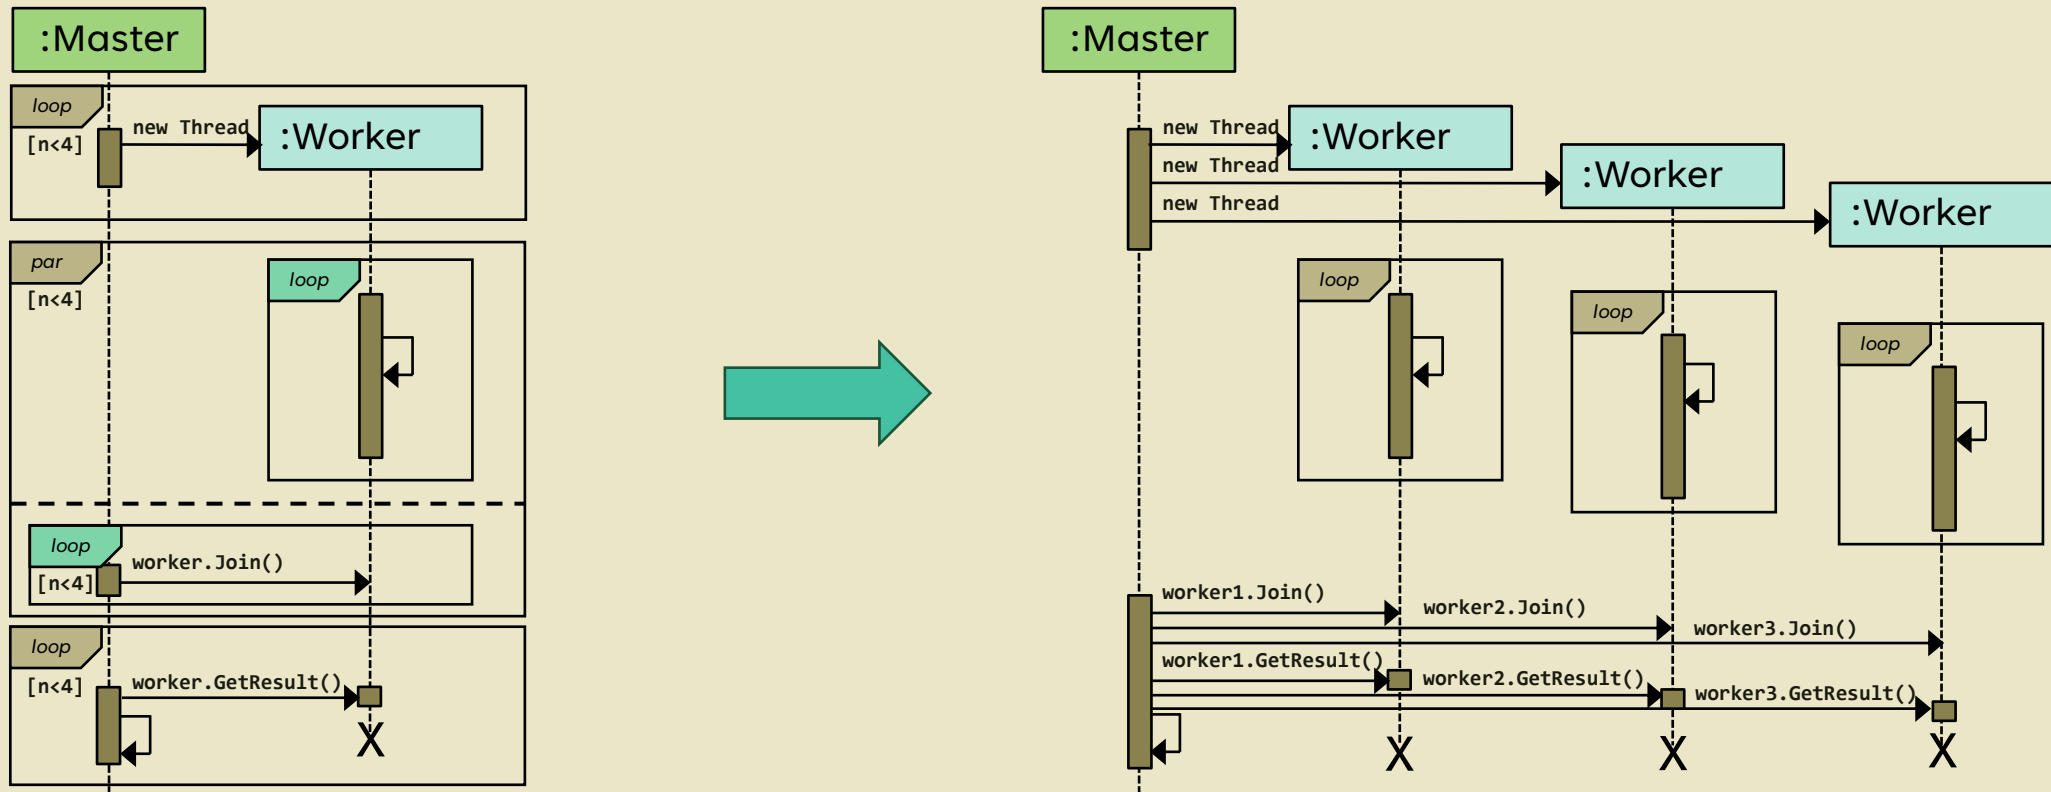 :Master
loop
[n<4]
new Thread
:Worker
par
[n<4]
loop
loop
[n<4]
worker.Join()
loop
[n<4]
worker.GetResult()
X
:Master
new Thread
:Worker
new Thread
:Worker
new Thread
:Worker
loop
loop
loop
worker1.Join()
worker2.Join()
worker3.Join()
worker1.GetResult()
worker2.GetResult()
worker3.GetResult()
X
X
X